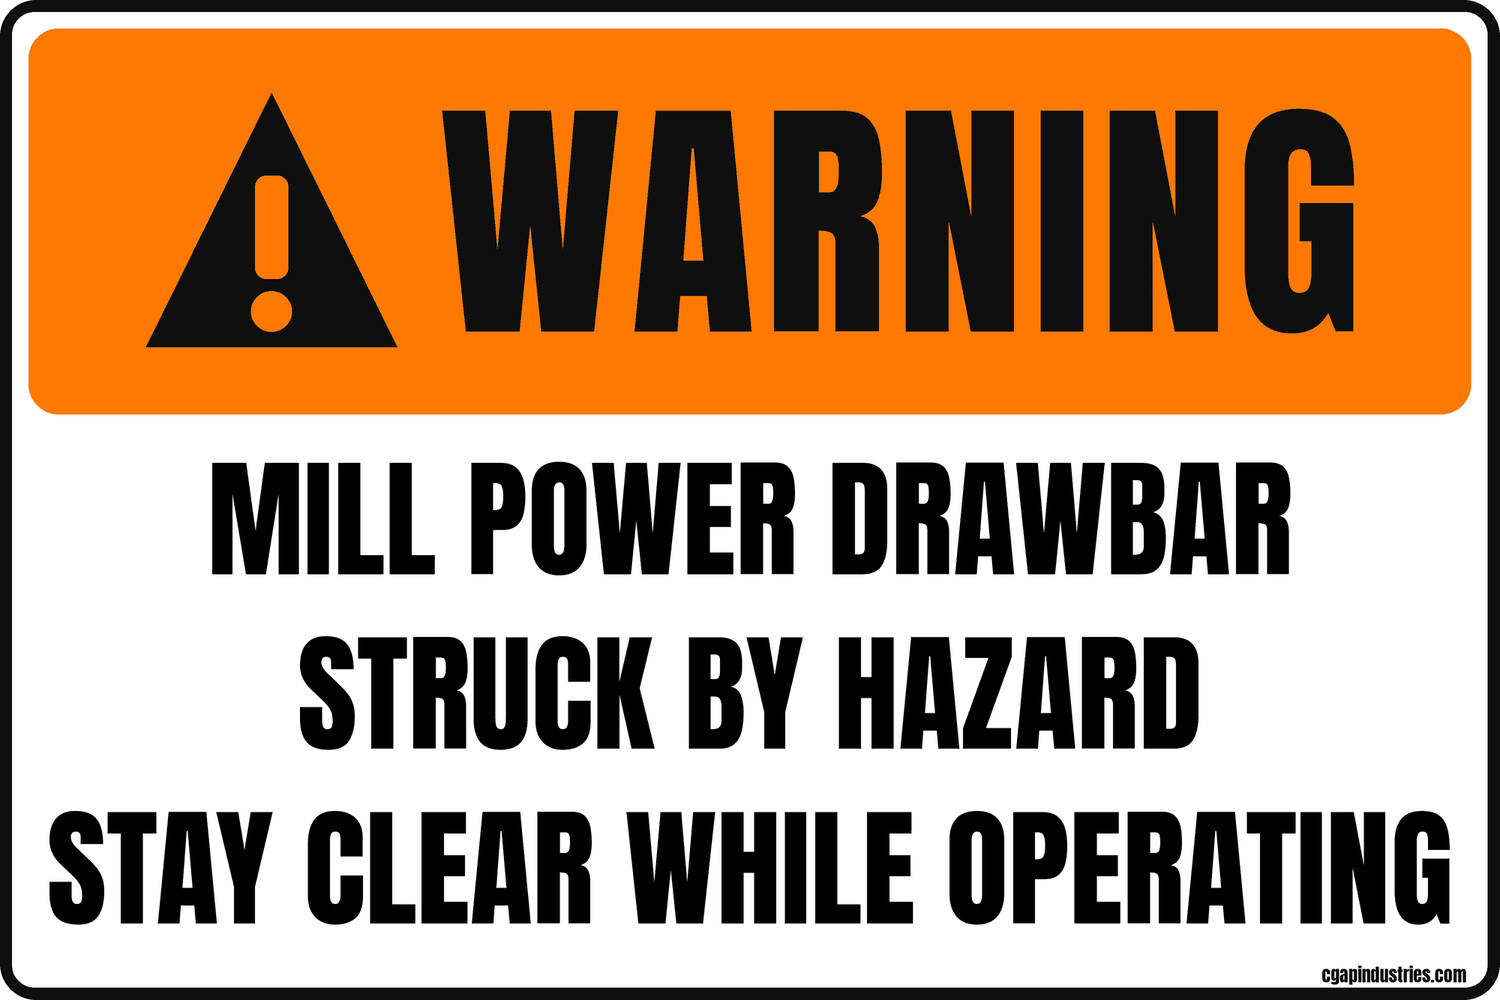 WARNING
MILL POWER DRAWBAR
STRUCK BY HAZARD
STAY CLEAR WHILE OPERATING
cgapindustries.com